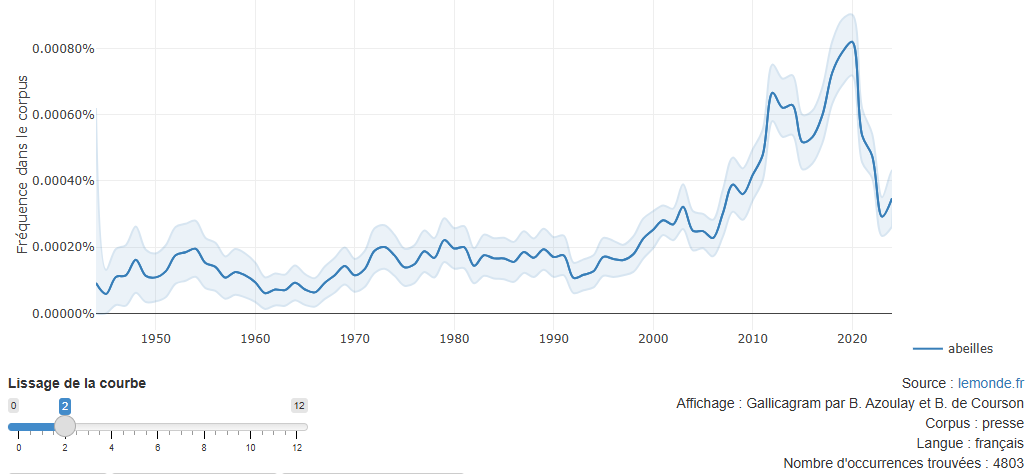 Fréquence dans le corpus
0.00080%
0.00060%
0.00040%
0.00020%
0.00000%
1950 1960 1970 1980 1990 2000 2010 2020
abeilles
Lissage de la courbe
0 2 12
0 2 4 6 8 10 12
Source : lemonde.fr
Affichage : Gallicagram par B. Azoulay et B. de Courson
Corpus : presse
Langue : français
Nombre d'occurrences trouvées : 4803